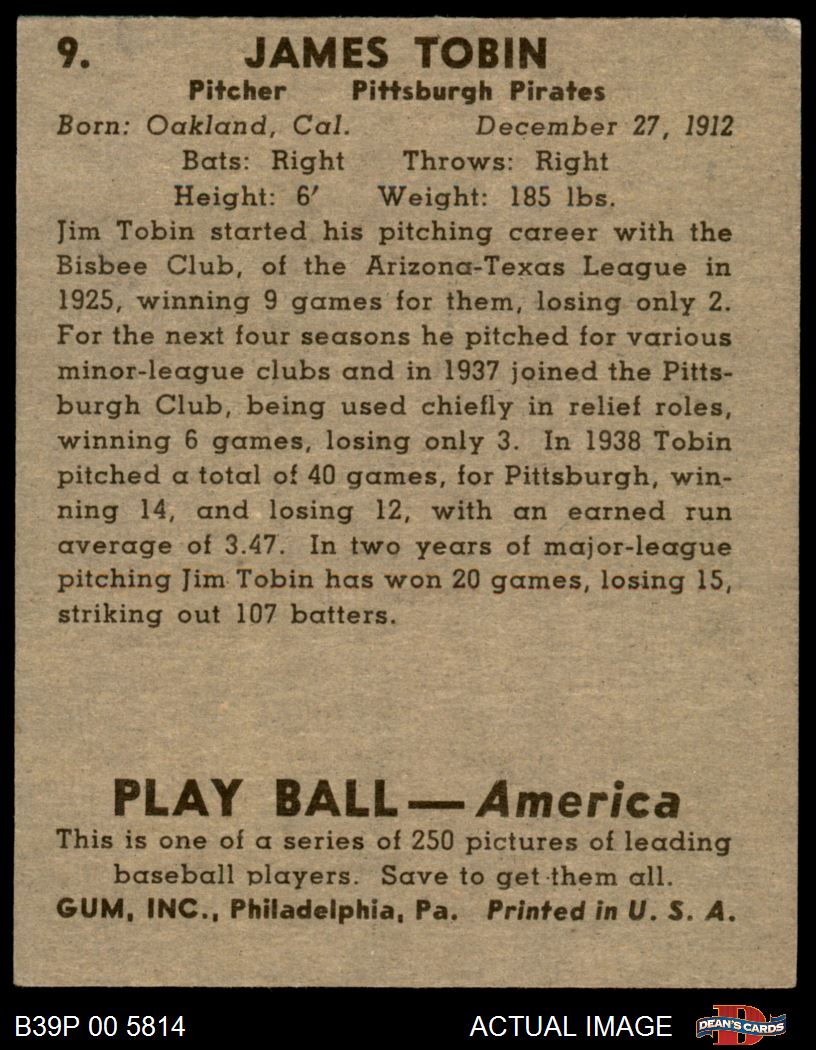 9. JAMES TOBIN
Pitcher Pittsburgh Pirates
Born: Oakland, Cal. December 27, 1912
Bats: Right Throws: Right
Height: 6′ Weight: 185 lbs.
Jim Tobin started his pitching career with the
Bisbee Club, of the Arizona-Texas League in
1925, winning 9 games for them, losing only 2.
For the next four seasons he pitched for various
minor-league clubs and in 1937 joined the Pitts-
burgh Club, being used chiefly in relief roles,
winning 6 games, losing only 3. In 1938 Tobin
pitched a total of 40 games, for Pittsburgh, win-
ning 14, and losing 12, with an earned run
average of 3.47. In two years of major-league
pitching Jim Tobin has won 20 games, losing 15,
striking out 107 batters.
PLAY BALL—America
This is one of a series of 250 pictures of leading
baseball players. Save to get them all.
GUM, INC., Philadelphia, Pa. Printed in U. S. A.
B39P 00 5814 ACTUAL IMAGE D DEAN'S CARDS